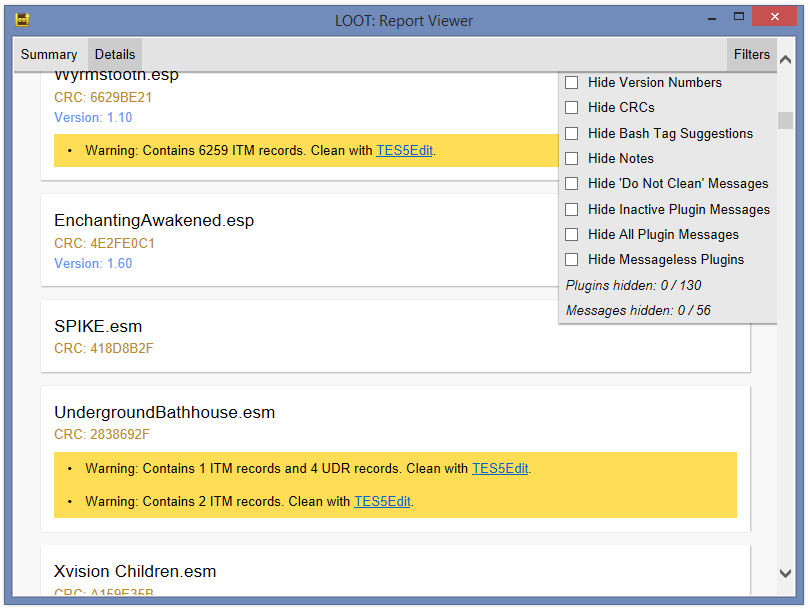 LOOT: Report Viewer
Summary Details Filters
Wyrmstooth.esp
CRC: 6629BE21
Version: 1.10
• Warning: Contains 6259 ITM records. Clean with TES5Edit.
EnchantingAwakened.esp
CRC: 4E2FE0C1
Version: 1.60
SPIKE.esm
CRC: 418D8B2F
UndergroundBathhouse.esm
CRC: 2838692F
• Warning: Contains 1 ITM records and 4 UDR records. Clean with TES5Edit.
• Warning: Contains 2 ITM records. Clean with TES5Edit.
Xvision Children.esm
CRC: A159F35B
Hide Version Numbers
Hide CRCs
Hide Bash Tag Suggestions
Hide Notes
Hide 'Do Not Clean' Messages
Hide Inactive Plugin Messages
Hide All Plugin Messages
Hide Messageless Plugins
Plugins hidden: 0 / 130
Messages hidden: 0 / 56